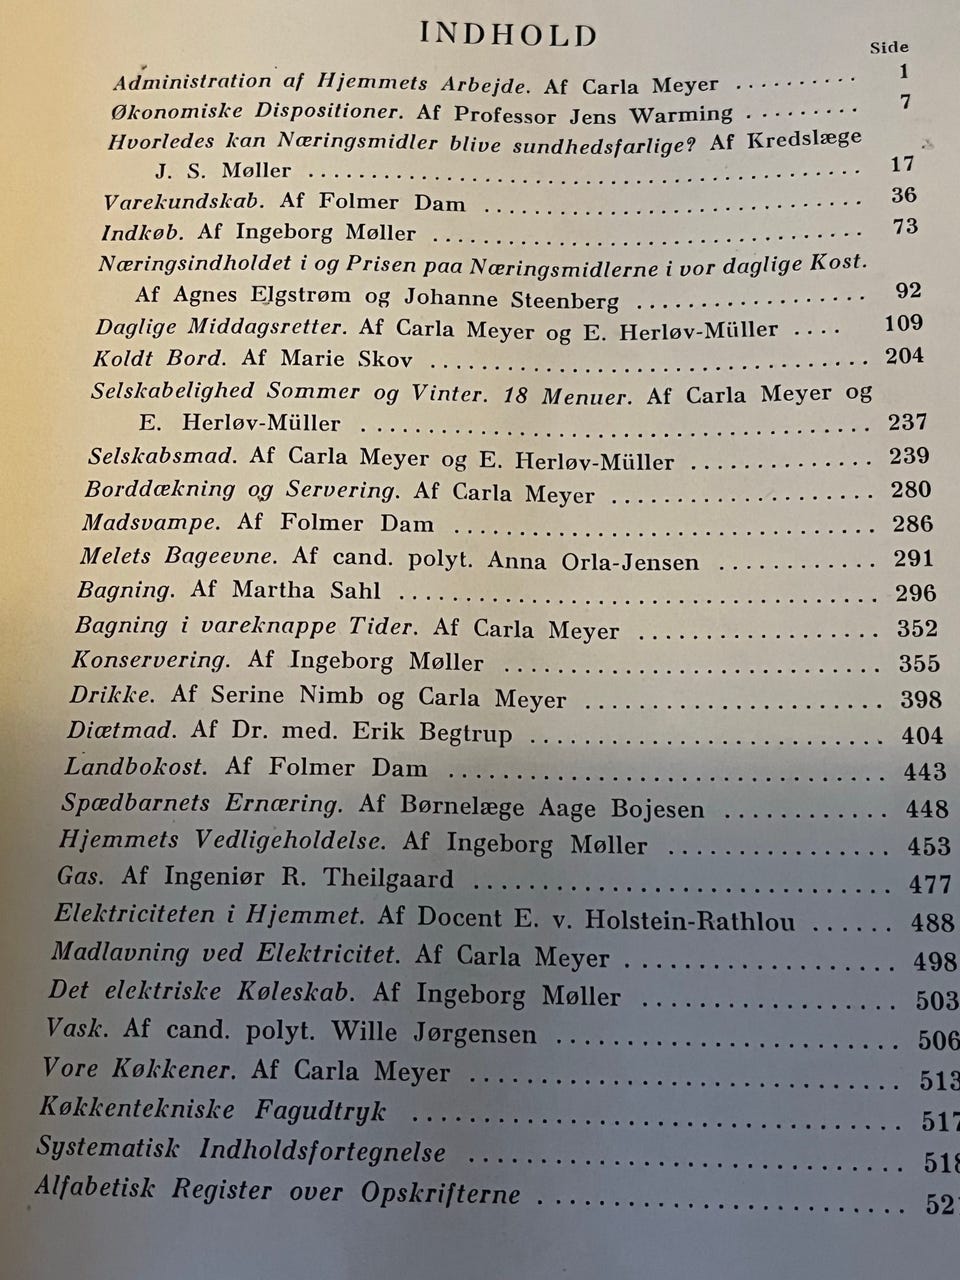 INDHOLD
Side
Administration af Hjemmets Arbejde. Af Carla Meyer ......... 1
Økonomiske Dispositioner. Af Professor Jens Warming ......... 7
Hvorledes kan Næringsmidler blive sundhedsfarlige? Af Kredslæge
J. S. Møller ........................................ 17
Varekundskab. Af Folmer Dam ............................ 36
Indkøb. Af Ingeborg Møller ................................ 73
Næringsindholdet i og Prisen paa Næringsmidlerne i vor daglige Kost.
Af Agnes Elgstrøm og Johanne Steenberg ................. 92
Daglige Middagsretter. Af Carla Meyer og E. Herløv-Müller .... 109
Koldt Bord. Af Marie Skov ................................. 204
Selskabelighed Sommer og Vinter. 18 Menuer. Af Carla Meyer og
E. Herløv-Müller ...................................... 237
Selskabsmad. Af Carla Meyer og E. Herløv-Müller ............. 239
Borddækning og Servering. Af Carla Meyer ................... 280
Madsvampe. Af Folmer Dam ............................... 286
Melets Bageevne. Af cand. polyt. Anna Orla-Jensen ............ 291
Bagning. Af Martha Sahl ................................... 296
Bagning i vareknappe Tider. Af Carla Meyer ................. 352
Konservering. Af Ingeborg Møller ........................... 355
Drikke. Af Serine Nimb og Carla Meyer ..................... 398
Diætmad. Af Dr. med. Erik Begtrup ......................... 404
Landbokost. Af Folmer Dam ............................... 443
Spædbarnets Ernæring. Af Børnelæge Aage Bojesen ............ 448
Hjemmets Vedligeholdelse. Af Ingeborg Møller ................ 453
Gas. Af Ingeniør R. Theilgaard .............................. 477
Elektriciteten i Hjemmet. Af Docent E. v. Holstein-Rathlou ...... 488
Madlavning ved Elektricitet. Af Carla Meyer .................... 498
Det elektriske Køleskab. Af Ingeborg Møller ................... 503
Vask. Af cand. polyt. Wille Jørgensen ......................... 506
Vore Køkkener. Af Carla Meyer ................................ 513
Køkkentekniske Fagudtryk .................................... 517
Systematisk Indholdsfortegnelse ................................ 518
Alfabetisk Register over Opskrifterne .......................... 521